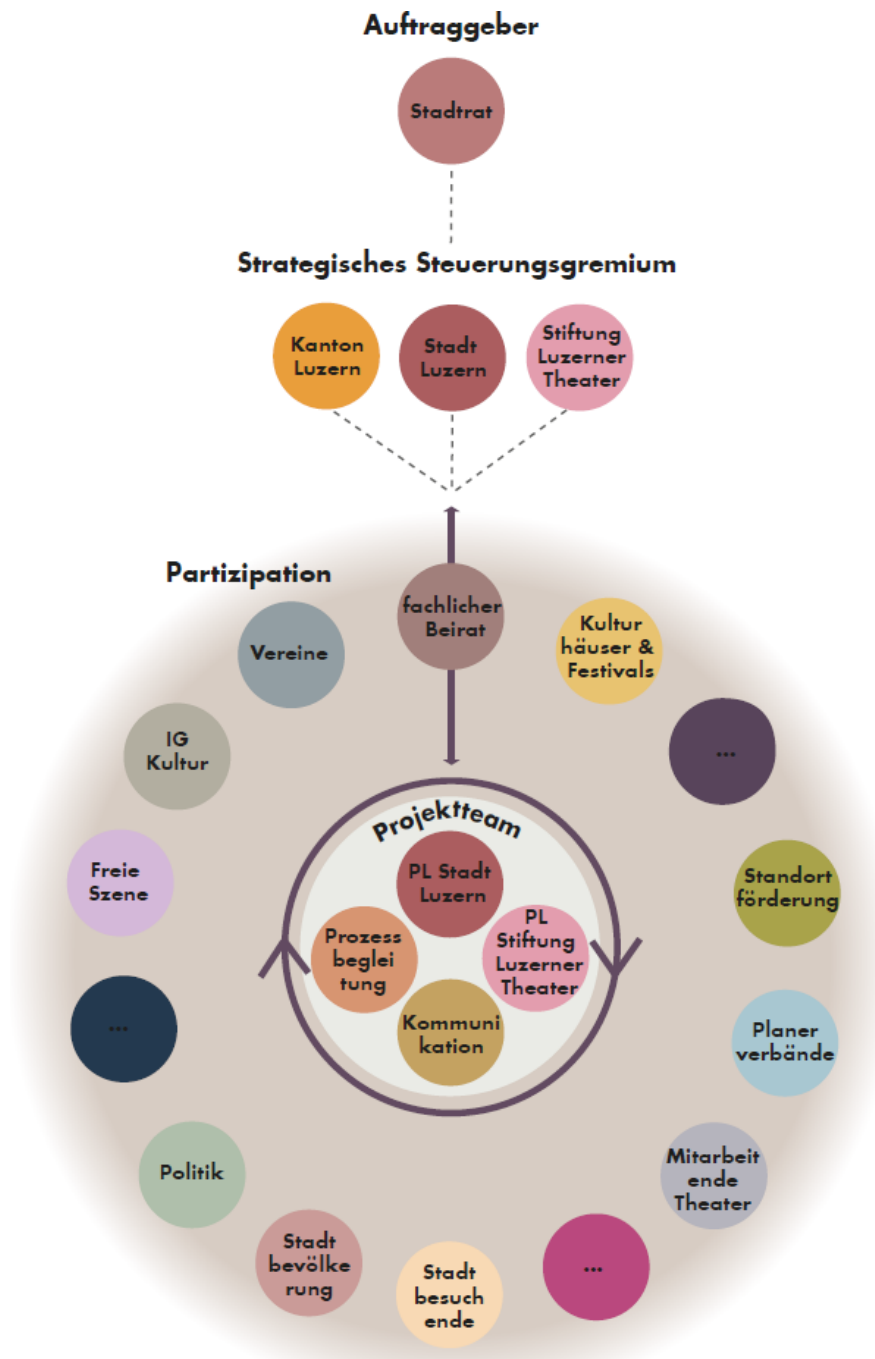 Auftraggeber
Stadtrat
Strategisches Steuerungsgremium
Kanton
Luzern
Stadt
Luzern
Stiftung
Luzerner
Theater
Partizipation
fachlicher
Beirat
Vereine
Kultur
häuser &
Festivals
IG
Kultur
...
Projektteam
PL Stadt
Luzern
Freie
Szene
Standort
förderung
Prozess
beglei
tung
PL
Stiftung
Luzerner
Theater
Kommuni
kation
...
Planer
verbände
Politik
Mitarbeit
ende
Theater
Stadt
bevölke
rung
Stadt
besuch
ende
...